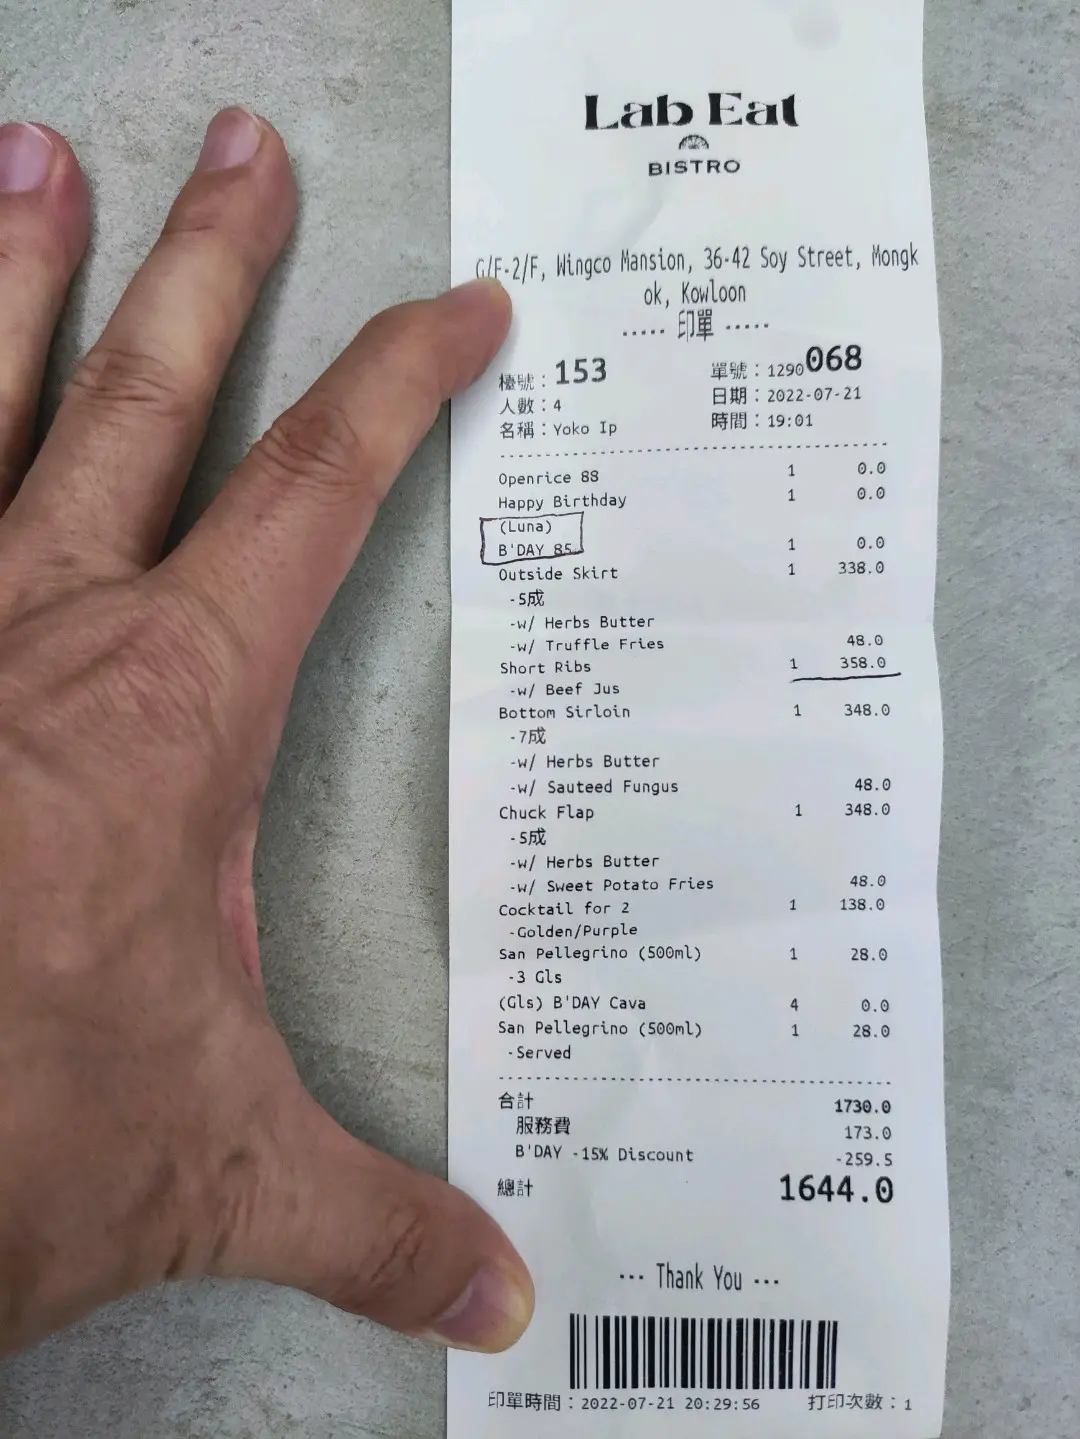 Lab Eat
BISTRO
G/F-2/F, Wingco Mansion, 36-42 Soy Street, Mongk
ok, Kowloon
····· 印單 ·····
檯號：153 單號：1290068
人數：4 日期：2022-07-21
名稱：Yoko Ip 時間：19:01
Openrice 88 1 0.0
Happy Birthday 1 0.0
(Luna)
B'DAY 85 1 0.0
Outside Skirt 1 338.0
-5成
-w/ Herbs Butter
-w/ Truffle Fries 48.0
Short Ribs 1 358.0
-w/ Beef Jus
Bottom Sirloin 1 348.0
-7成
-w/ Herbs Butter
-w/ Sauteed Fungus 48.0
Chuck Flap 1 348.0
-5成
-w/ Herbs Butter
-w/ Sweet Potato Fries 48.0
Cocktail for 2 1 138.0
-Golden/Purple
San Pellegrino (500ml) 1 28.0
-3 Gls
(Gls) B'DAY Cava 4 0.0
San Pellegrino (500ml) 1 28.0
-Served
合計 1730.0
服務費 173.0
B'DAY -15% Discount -259.5
總計 1644.0
--- Thank You ---
印單時間：2022-07-21 20:29:56 打印次數：1